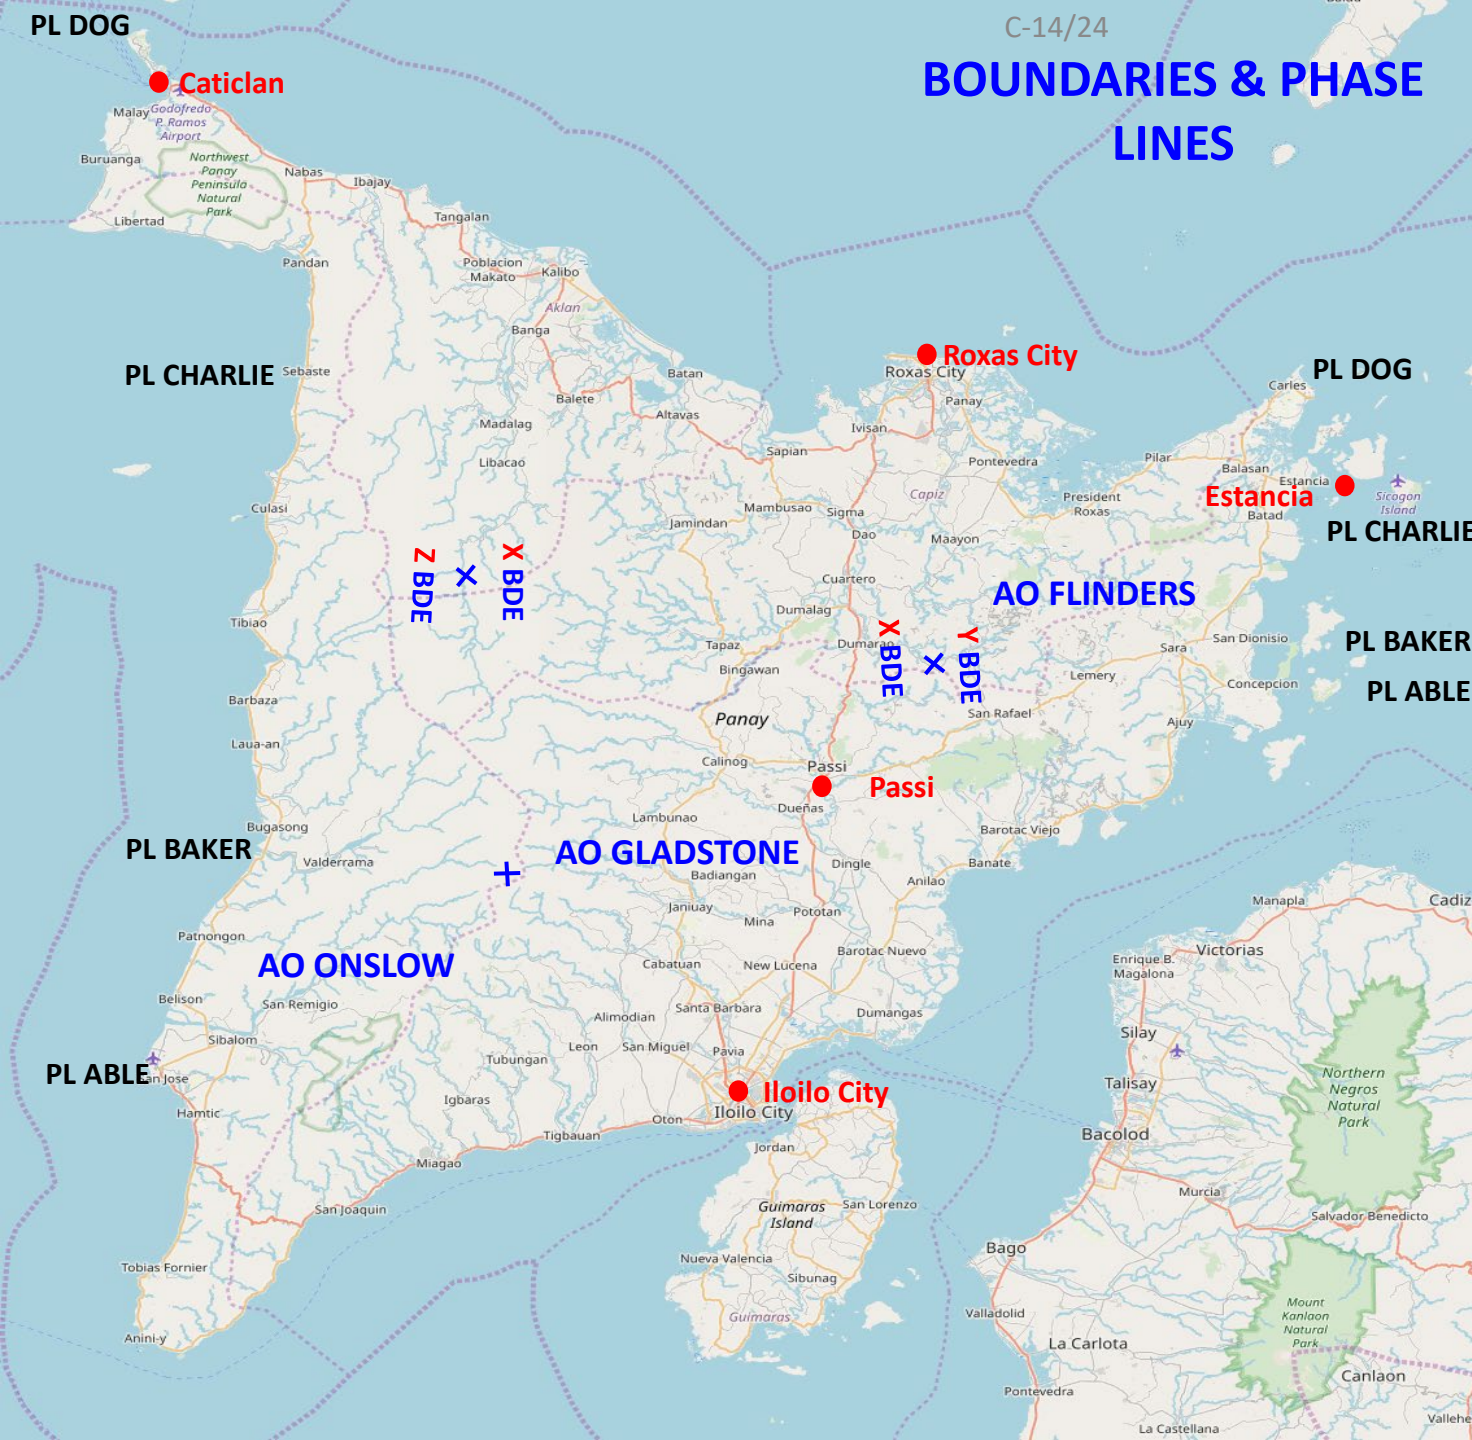 PL DOG
C-14/24
BOUNDARIES & PHASE
LINES
Caticlan
Malay
Godofredo
P. Ramos
Airport
Buruanga
Northwest
Panay
Peninsula
Natural
Park
Nabas
Ibajay
Libertad
Tangalan
Pandan
Poblacion
Makato
Kalibo
Aklan
Banga
PL CHARLIE
Sebaste
Batan
Roxas City
Roxas City
PL DOG
Carles
Balete
Panay
Altavas
Madalag
Ivisan
Sapian
Libacao
Pontevedra
Pilar
Balasan
Estancia
Estancia
Batad
Sicogon
Island
Capiz
President
Roxas
Culasi
Mambusao
Sigma
Jamindan
Dao
Maayon
PL CHARLIE
Z BDE
X BDE
Cuartero
AO FLINDERS
Dumalag
Tibiao
Tapaz
Dumarao
X BDE
Y BDE
San Dionisio
PL BAKER
Sara
Bingawan
Lemery
Concepcion
PL ABLE
Barbaza
Panay
San Rafael
Ajuy
Laua-an
Calinog
Passi
Passi
Dueñas
Lambunao
Bugasong
Barotac Viejo
PL BAKER
Valderrama
AO GLADSTONE
Badiangan
Dingle
Banate
Anilao
Janiuay
Mina
Pototan
Manapla
Cadiz
Patnongon
AO ONSLOW
Barotac Nuevo
Victorias
Enrique B.
Magalona
Cabatuan
New Lucena
Belison
San Remigio
Santa Barbara
Alimodian
Dumangas
Sibalom
Silay
Leon
San Miguel
Pavia
Tubungan
PL ABLE
San Jose
Talisay
Northern
Negros
Natural
Park
Iloilo City
Iloilo City
Hamtic
Igbaras
Oton
Tigbauan
Bacolod
Jordan
Miagao
Murcia
San Joaquin
Guimaras
Island
San Lorenzo
Salvador Benedicto
Bago
Tobias Fornier
Nueva Valencia
Sibunag
Guimaras
Valladolid
Mount
Kanlaon
Natural
Park
Anini-y
La Carlota
Canlaon
Pontevedra
La Castellana
Vallehe